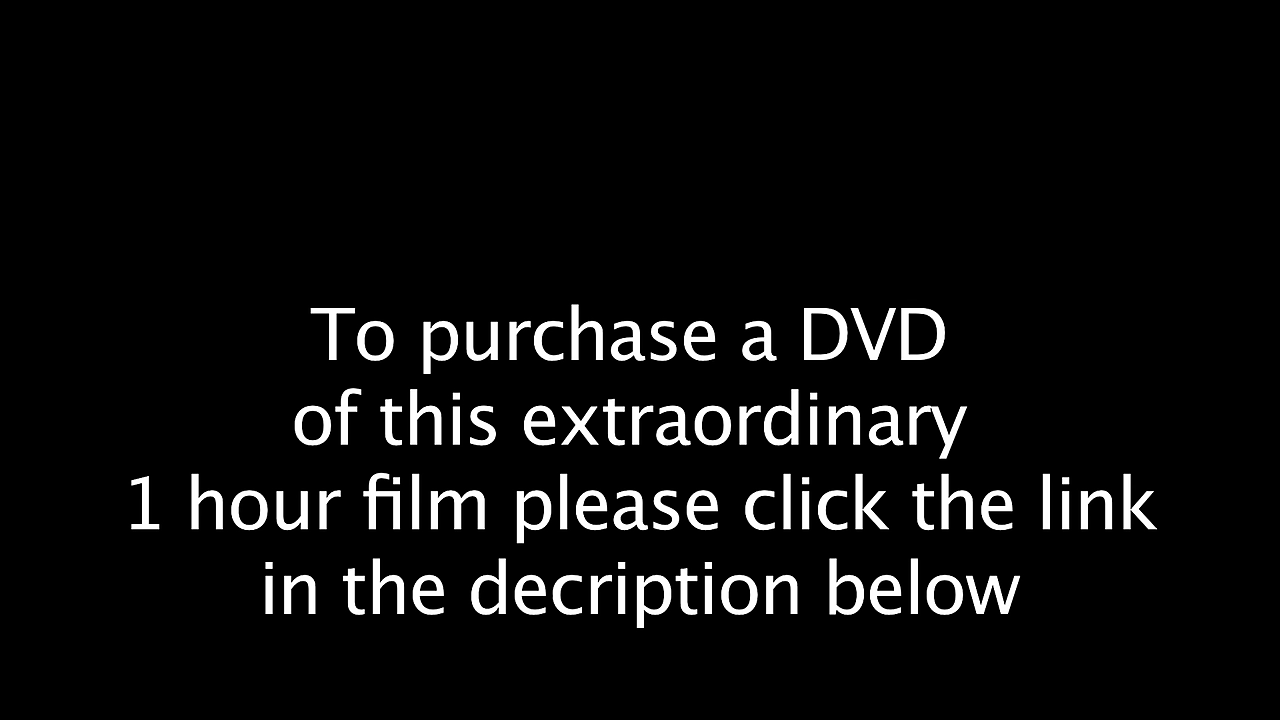 To purchase a DVD
of this extraordinary
1 hour film please click the link
in the decription below